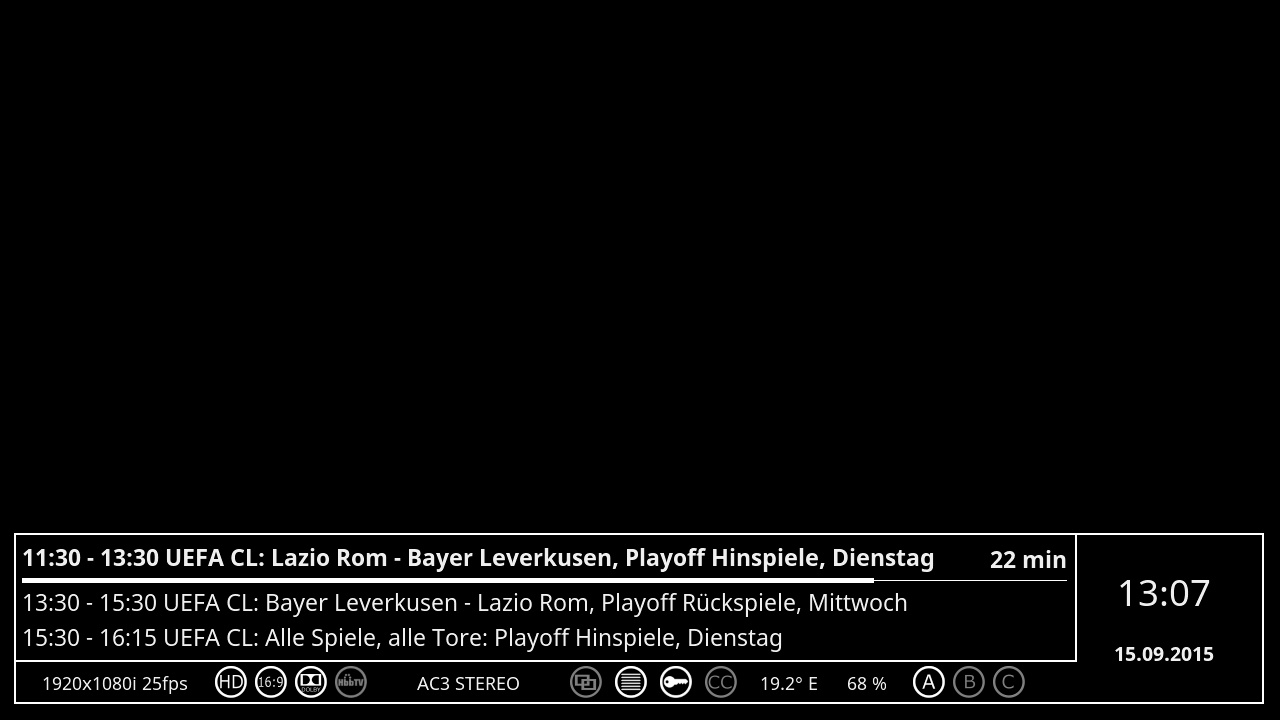 11:30 - 13:30 UEFA CL: Lazio Rom - Bayer Leverkusen, Playoff Hinspiele, Dienstag 22 min
13:30 - 15:30 UEFA CL: Bayer Leverkusen - Lazio Rom, Playoff Rückspiele, Mittwoch
15:30 - 16:15 UEFA CL: Alle Spiele, alle Tore: Playoff Hinspiele, Dienstag
13:07
15.09.2015
1920x1080i 25fps HD 16:9 DOLBY HbbTV AC3 STEREO CC 19.2° E 68 % A B C